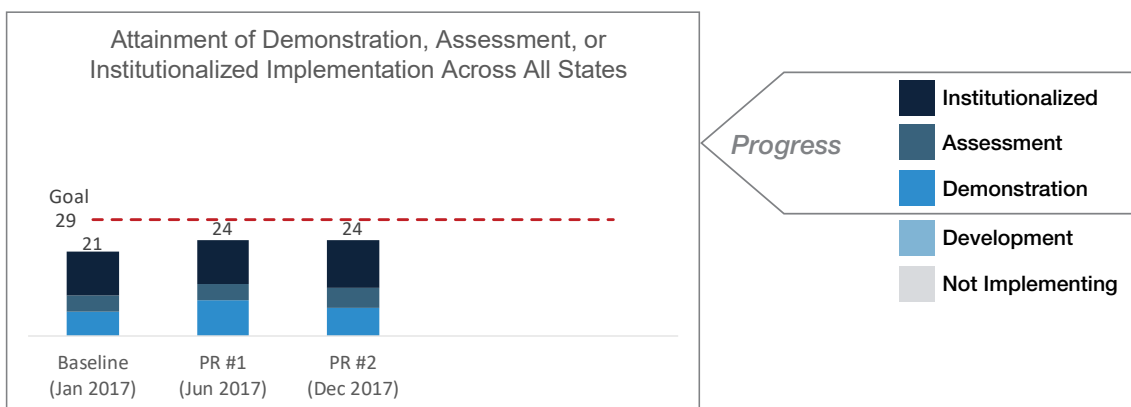 Attainment of Demonstration, Assessment, or
Institutionalized Implementation Across All States
Goal
29
21
24
24
Baseline
(Jan 2017)
PR #1
(Jun 2017)
PR #2
(Dec 2017)
Progress
Institutionalized
Assessment
Demonstration
Development
Not Implementing